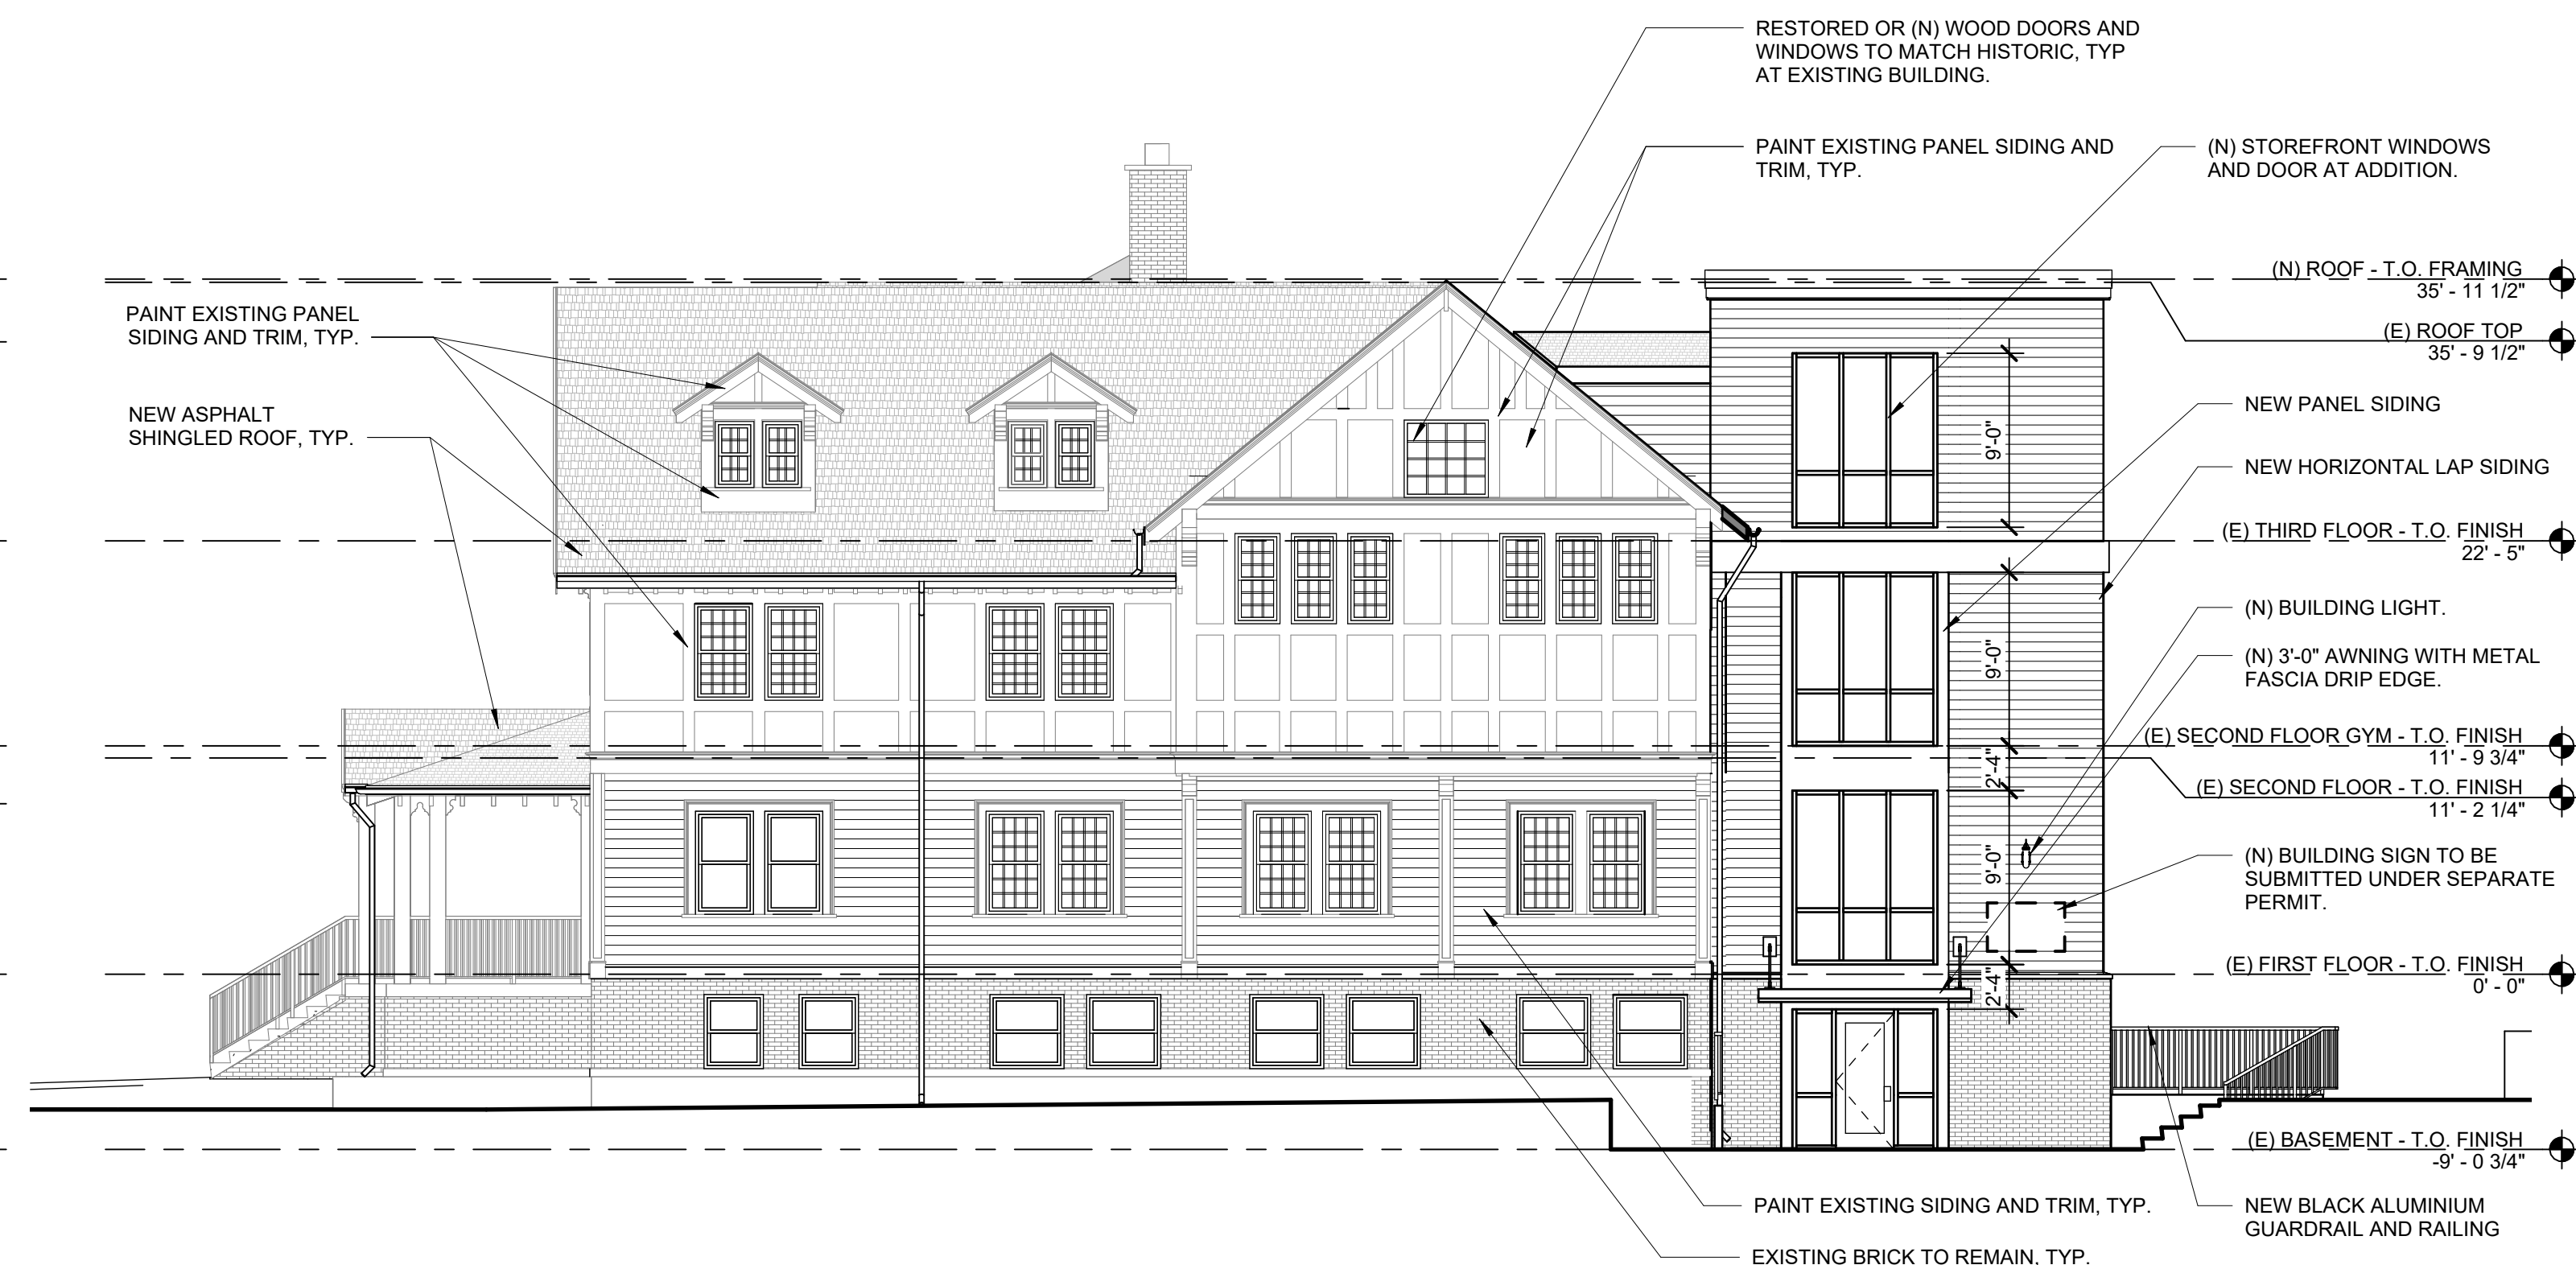 RESTORED OR (N) WOOD DOORS AND
WINDOWS TO MATCH HISTORIC, TYP
AT EXISTING BUILDING.
PAINT EXISTING PANEL SIDING AND
TRIM, TYP.
(N) STOREFRONT WINDOWS
AND DOOR AT ADDITION.
PAINT EXISTING PANEL
SIDING AND TRIM, TYP.
NEW ASPHALT
SHINGLED ROOF, TYP.
(N) ROOF - T.O. FRAMING
35' - 11 1/2"
(E) ROOF TOP
35' - 9 1/2"
NEW PANEL SIDING
NEW HORIZONTAL LAP SIDING
9'-0"
(E) THIRD FLOOR - T.O. FINISH
22' - 5"
(N) BUILDING LIGHT.
(N) 3'-0" AWNING WITH METAL
FASCIA DRIP EDGE.
9'-0"
(E) SECOND FLOOR GYM - T.O. FINISH
11' - 9 3/4"
2'-4"
(E) SECOND FLOOR - T.O. FINISH
11' - 2 1/4"
9'-0"
(N) BUILDING SIGN TO BE
SUBMITTED UNDER SEPARATE
PERMIT.
(E) FIRST FLOOR - T.O. FINISH
0' - 0"
2'-4"
(E) BASEMENT - T.O. FINISH
-9' - 0 3/4"
PAINT EXISTING SIDING AND TRIM, TYP.
NEW BLACK ALUMINIUM
GUARDRAIL AND RAILING
EXISTING BRICK TO REMAIN, TYP.